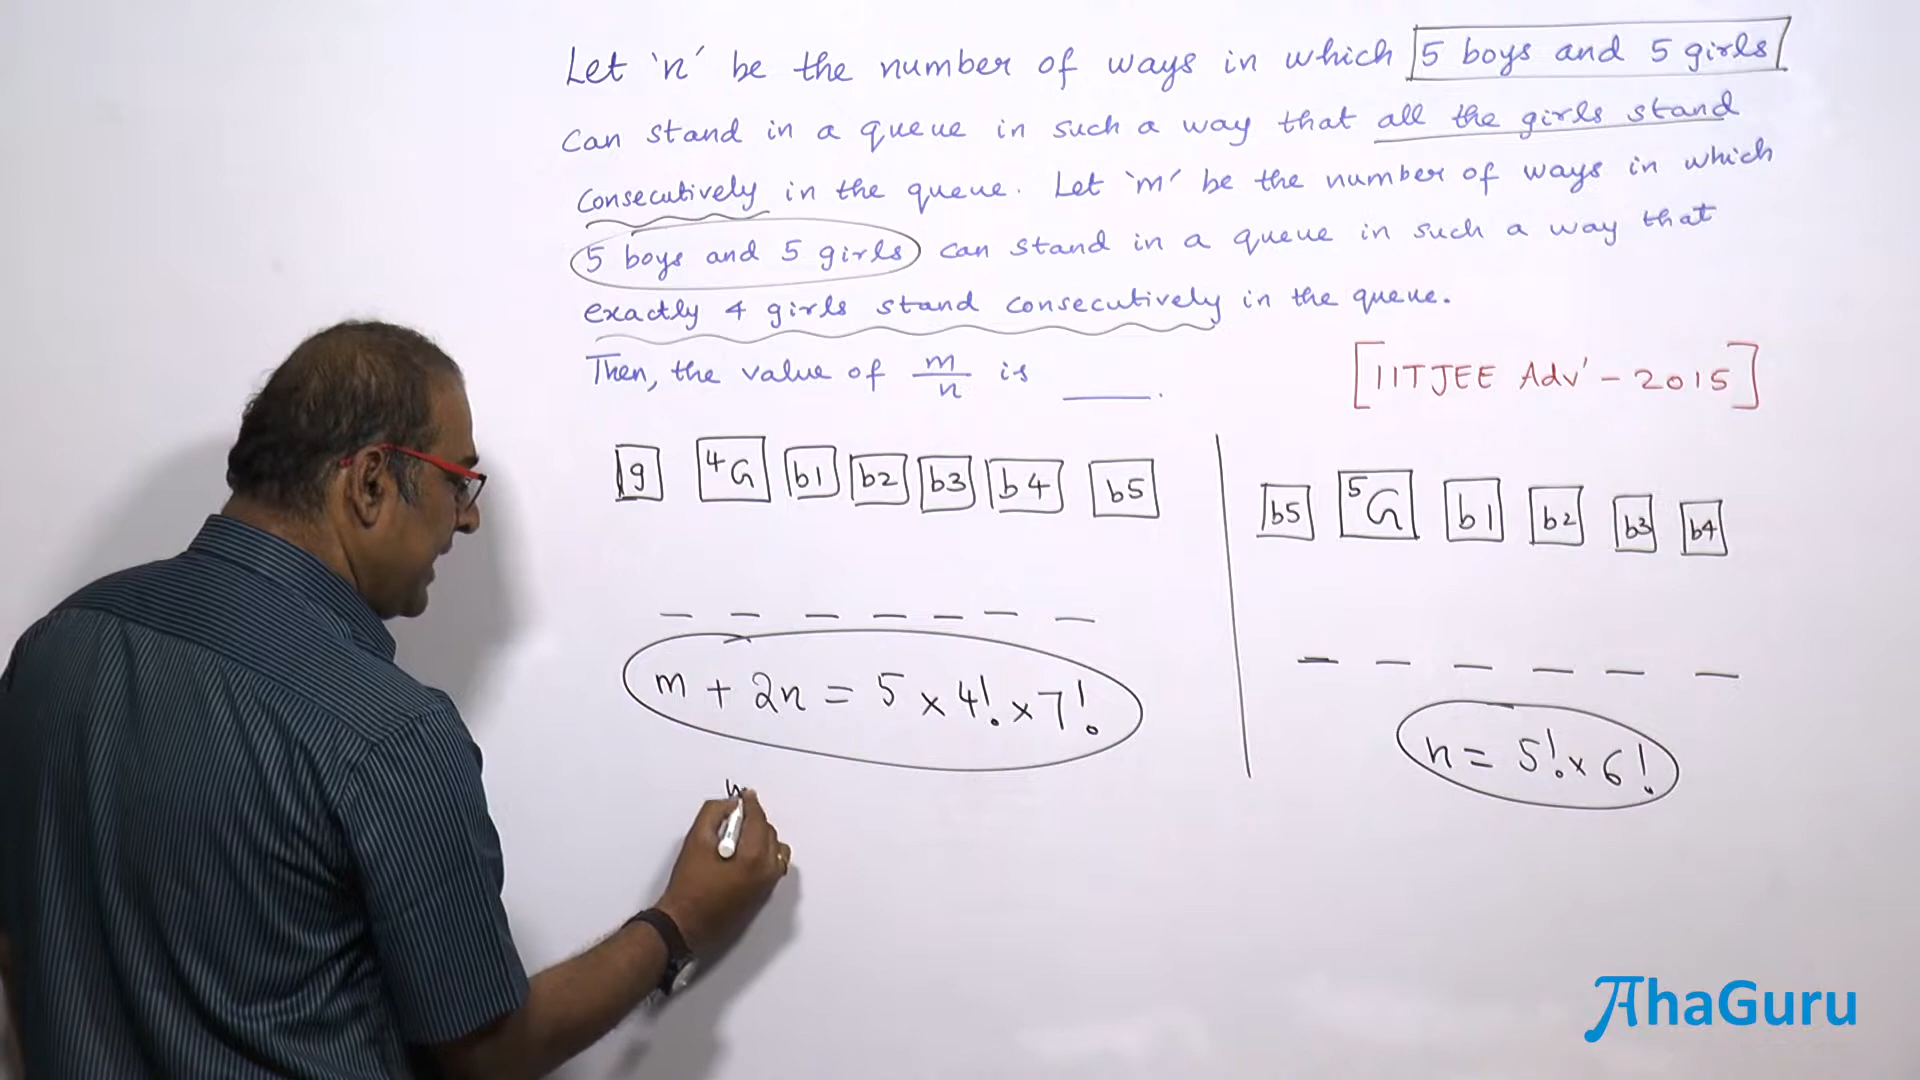 Let 'n' be the number of ways in which 5 boys and 5 girls
can stand in a queue in such a way that all the girls stand
consecutively in the queue. Let 'm' be the number of ways in which
5 boys and 5 girls can stand in a queue in such a way that
exactly 4 girls stand consecutively in the queue.
Then, the value of m/n is ____.
[IITJEE Adv' - 2015]
g 4G b1 b2 b3 b4 b5
b5 5G b1 b2 b3 b4
m + 2n = 5 × 4! × 7!
n = 5! × 6!
AhaGuru